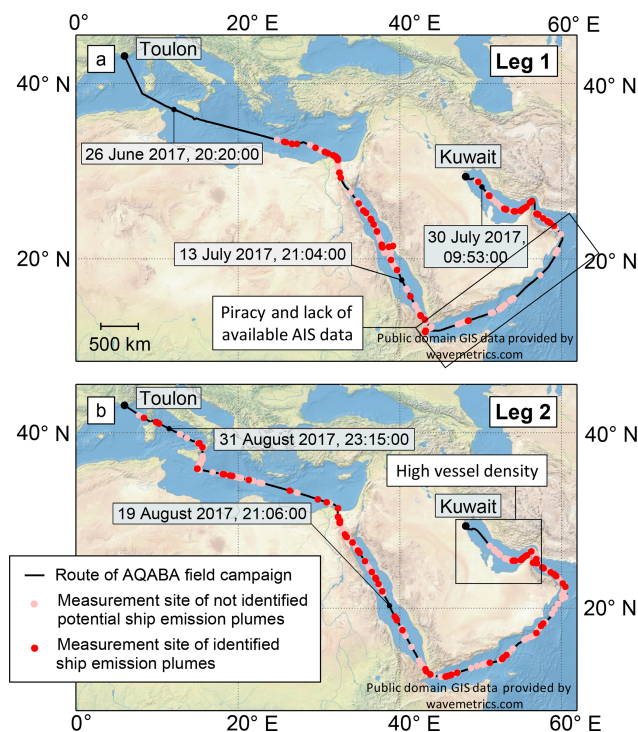 0°
20° E
40° E
60° E
a
Toulon
Leg 1
40° N
40° N
26 June 2017, 20:20:00
Kuwait
13 July 2017, 21:04:00
30 July 2017,
09:53:00
20° N
20° N
Piracy and lack of
available AIS data
500 km
Public domain GIS data provided by
wavemetrics.com
b
Toulon
Leg 2
40° N
40° N
31 August 2017, 23:15:00
High vessel density
19 August 2017, 21:06:00
Kuwait
Route of AQABA field campaign
Measurement site of not identified
potential ship emission plumes
Measurement site of identified
ship emission plumes
20° N
Public domain GIS data provided by
wavemetrics.com
0°
20° E
40° E
60° E